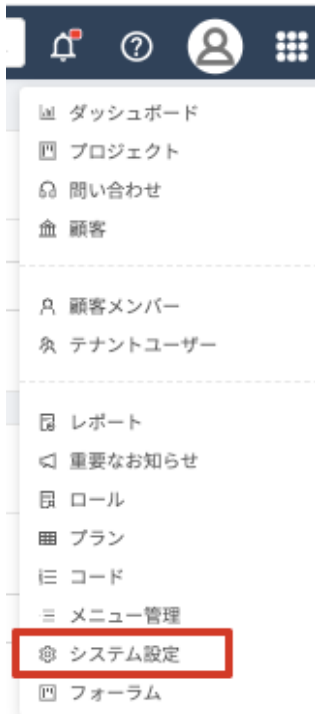 ダッシュボード
プロジェクト
問い合わせ
顧客
顧客メンバー
テナントユーザー
レポート
重要なお知らせ
ロール
プラン
コード
メニュー管理
システム設定
フォーラム